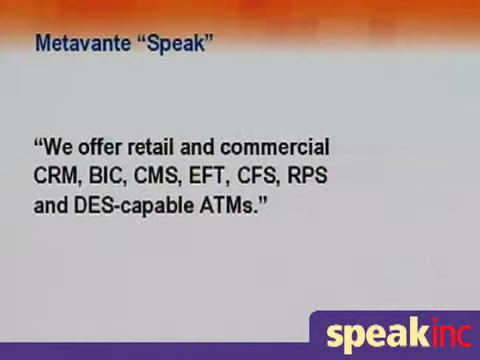 Metavante “Speak”
“We offer retail and commercial
CRM, BIC, CMS, EFT, CFS, RPS
and DES-capable ATMs.”
speakinc